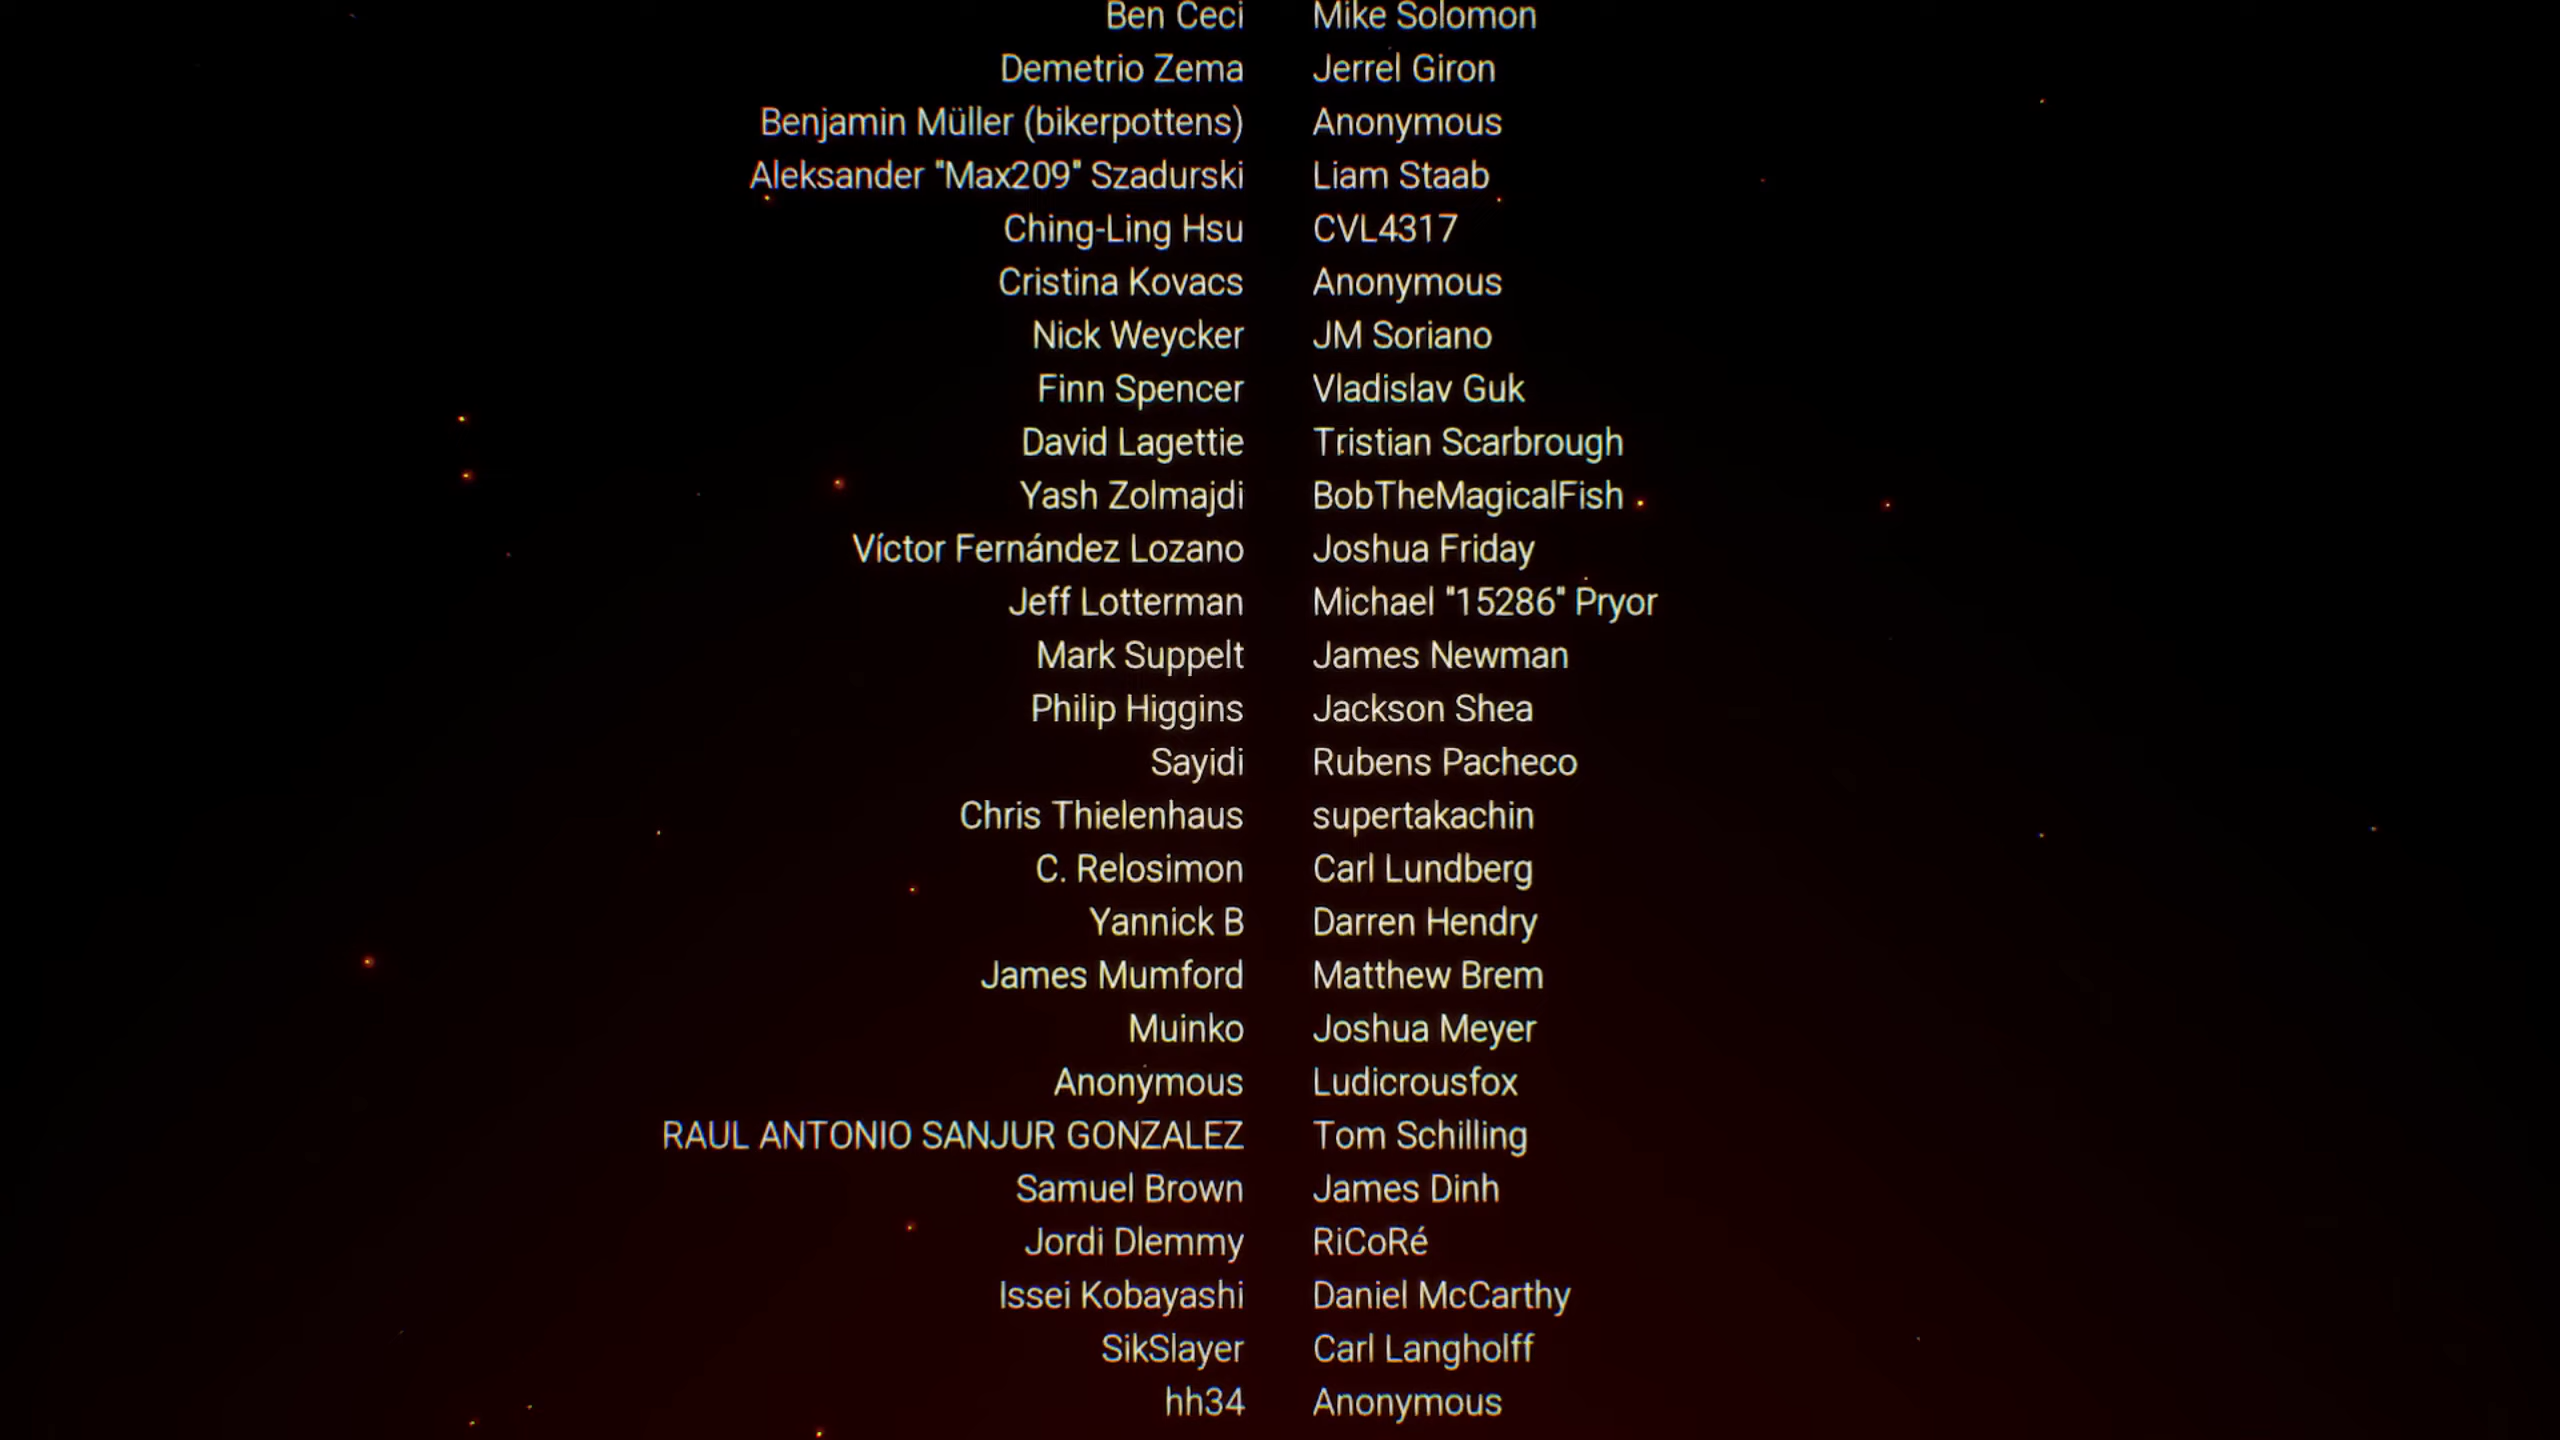 Ben Ceci Mike Solomon
Demetrio Zema Jerrel Giron
Benjamin Müller (bikerpottens) Anonymous
Aleksander "Max209" Szadurski Liam Staab
Ching-Ling Hsu CVL4317
Cristina Kovacs Anonymous
Nick Weycker JM Soriano
Finn Spencer Vladislav Guk
David Lagettie Tristian Scarbrough
Yash Zolmajdi BobTheMagicalFish
Víctor Fernández Lozano Joshua Friday
Jeff Lotterman Michael "15286" Pryor
Mark Suppelt James Newman
Philip Higgins Jackson Shea
Sayidi Rubens Pacheco
Chris Thielenhaus supertakachin
C. Relosimon Carl Lundberg
Yannick B Darren Hendry
James Mumford Matthew Brem
Muinko Joshua Meyer
Anonymous Ludicrousfox
RAUL ANTONIO SANJUR GONZALEZ Tom Schilling
Samuel Brown James Dinh
Jordi Dlemmy RiCoRé
Issei Kobayashi Daniel McCarthy
SikSlayer Carl Langholff
hh34 Anonymous